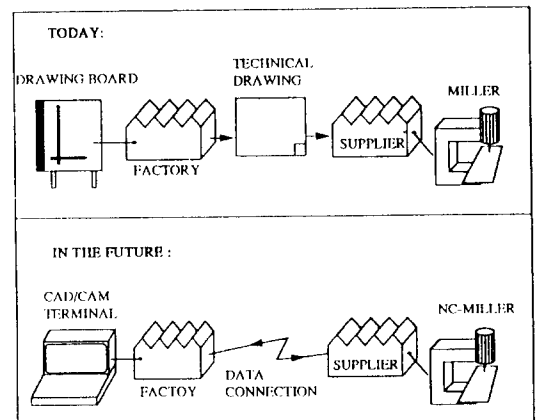 TODAY:
DRAWING BOARD
FACTORY
TECHNICAL
DRAWING
SUPPLIER
MILLER
IN THE FUTURE :
CAD/CAM
TERMINAL
FACTOY
DATA
CONNECTION
SUPPLIER
NC-MILLER